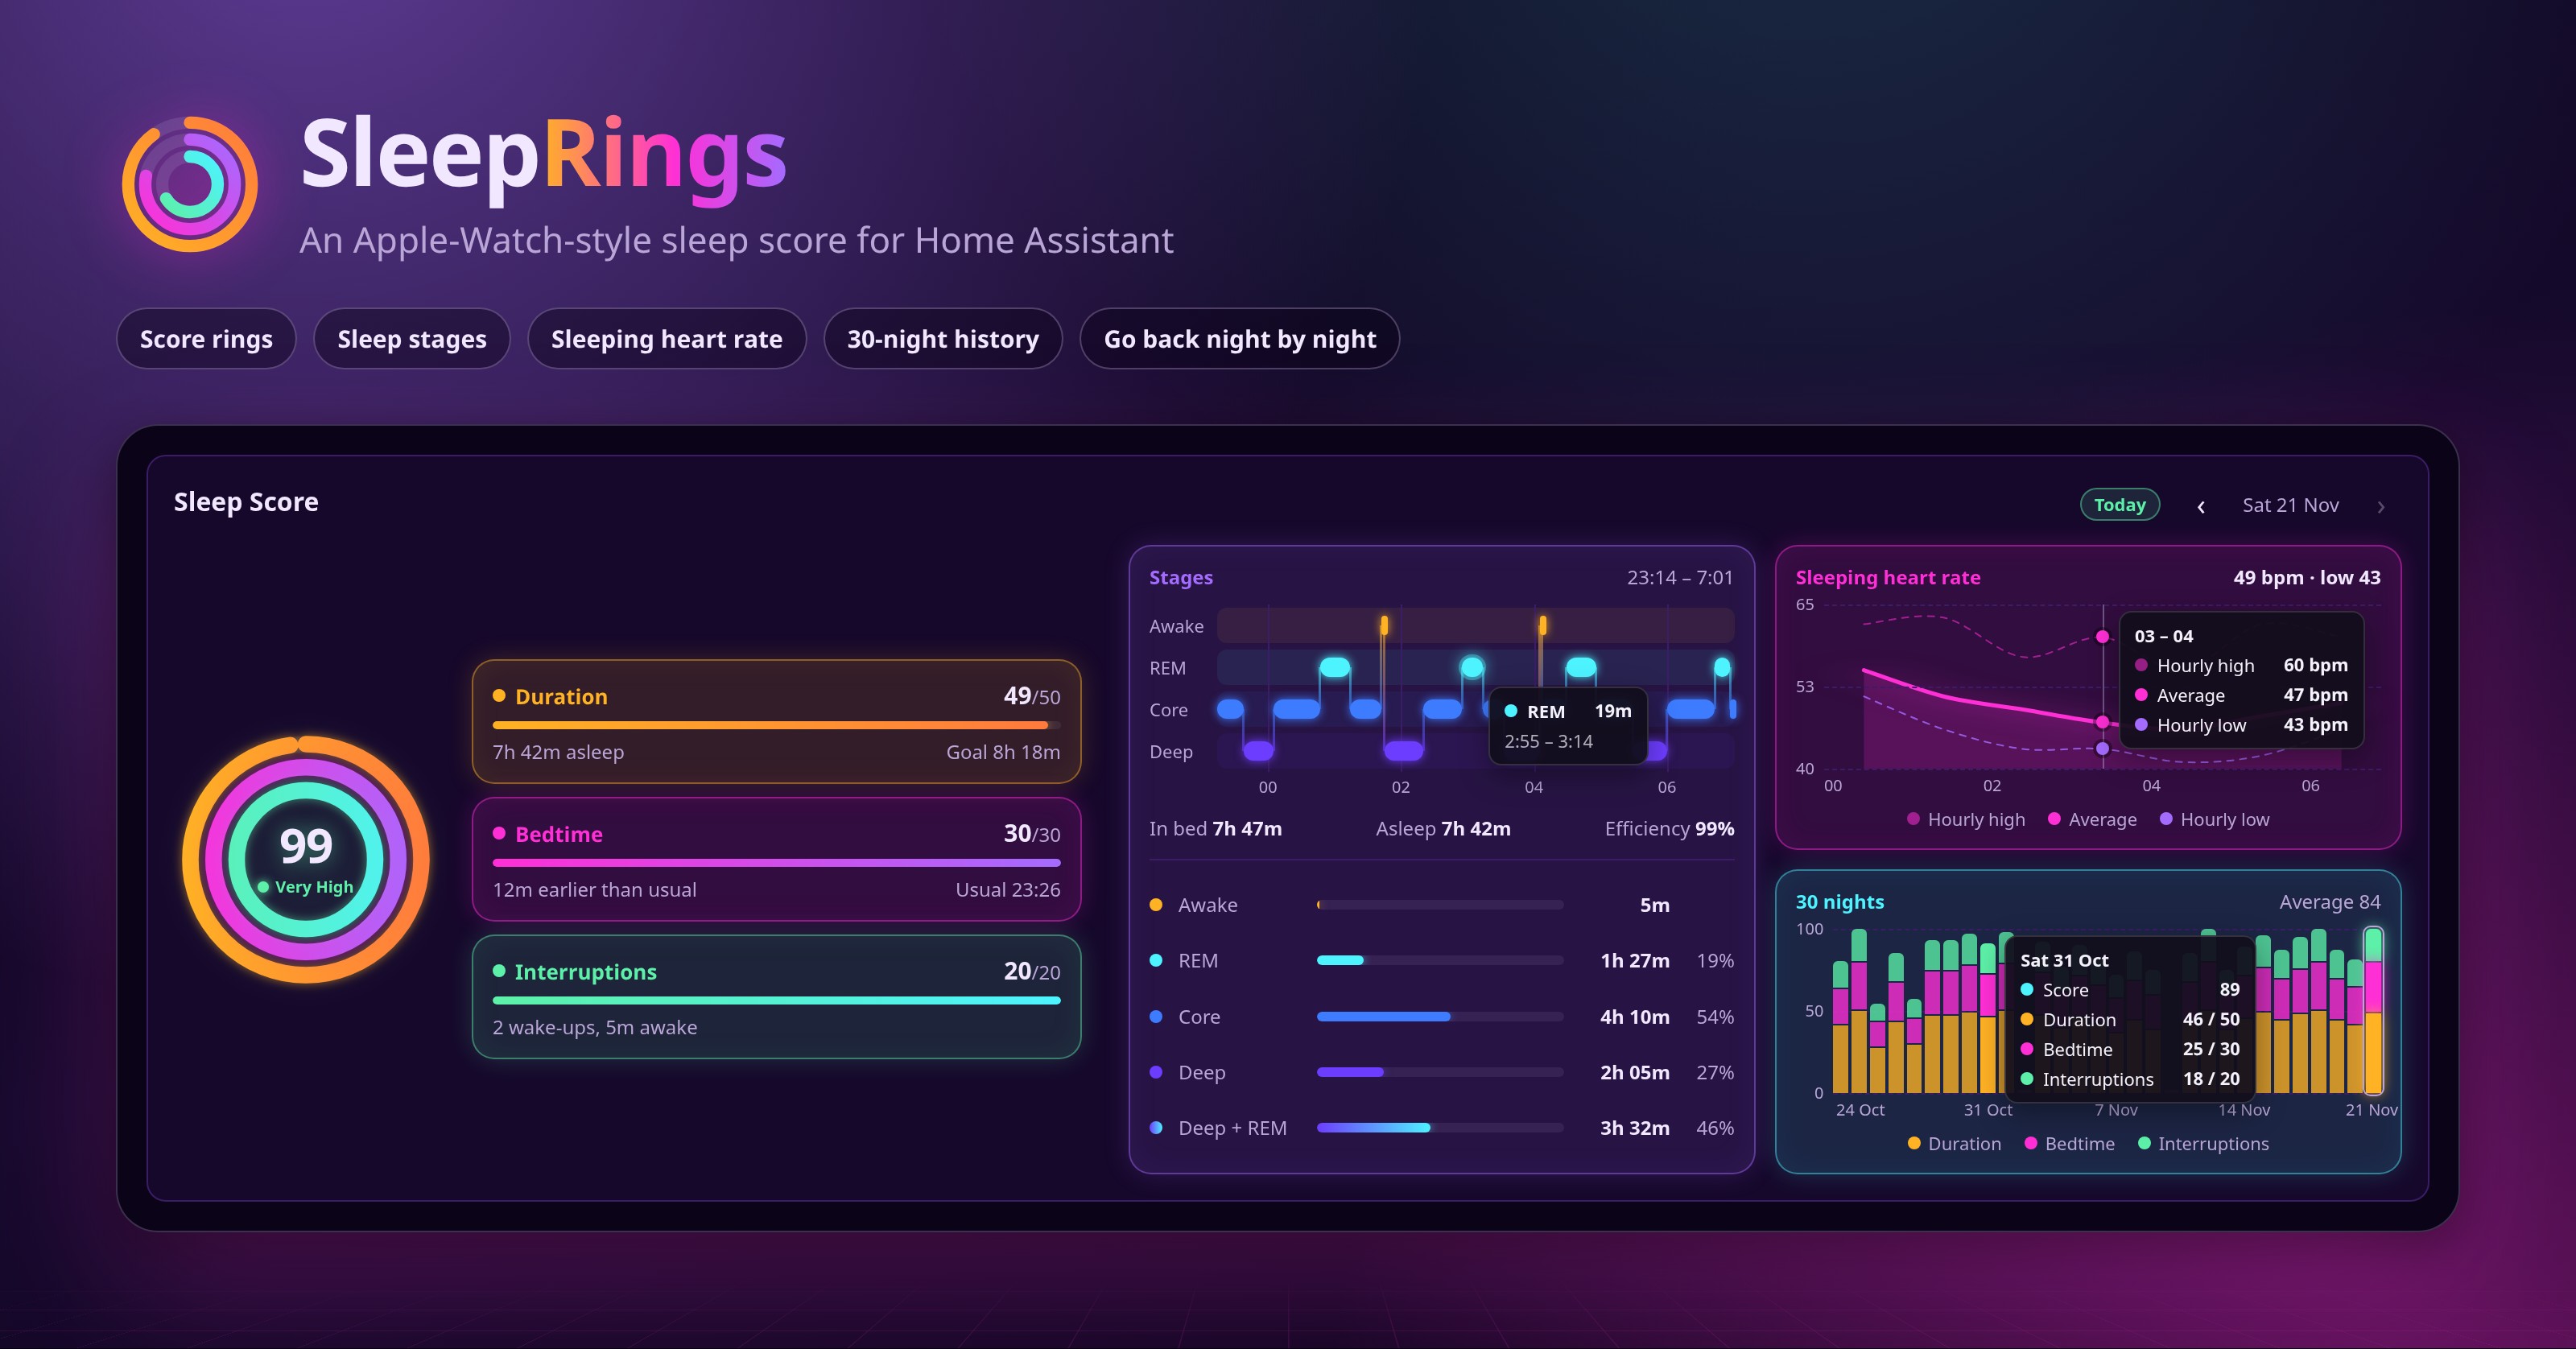 SleepRings
An Apple-Watch-style sleep score for Home Assistant
Score rings
Sleep stages
Sleeping heart rate
30-night history
Go back night by night
Sleep Score
Today
‹
Sat 21 Nov
›
99
Very High
Duration
49/50
7h 42m asleep
Goal 8h 18m
Bedtime
30/30
12m earlier than usual
Usual 23:26
Interruptions
20/20
2 wake-ups, 5m awake
Stages
23:14 – 7:01
Awake
REM
Core
Deep
REM 19m
2:55 – 3:14
00 02 04 06
In bed 7h 47m
Asleep 7h 42m
Efficiency 99%
Awake 5m
REM 1h 27m 19%
Core 4h 10m 54%
Deep 2h 05m 27%
Deep + REM 3h 32m 46%
Sleeping heart rate
49 bpm · low 43
65
53
40
03 – 04
Hourly high 60 bpm
Average 47 bpm
Hourly low 43 bpm
00 02 04 06
Hourly high Average Hourly low
30 nights
Average 84
100
50
0
Sat 31 Oct
Score 89
Duration 46 / 50
Bedtime 25 / 30
Interruptions 18 / 20
24 Oct 31 Oct 7 Nov 14 Nov 21 Nov
Duration Bedtime Interruptions